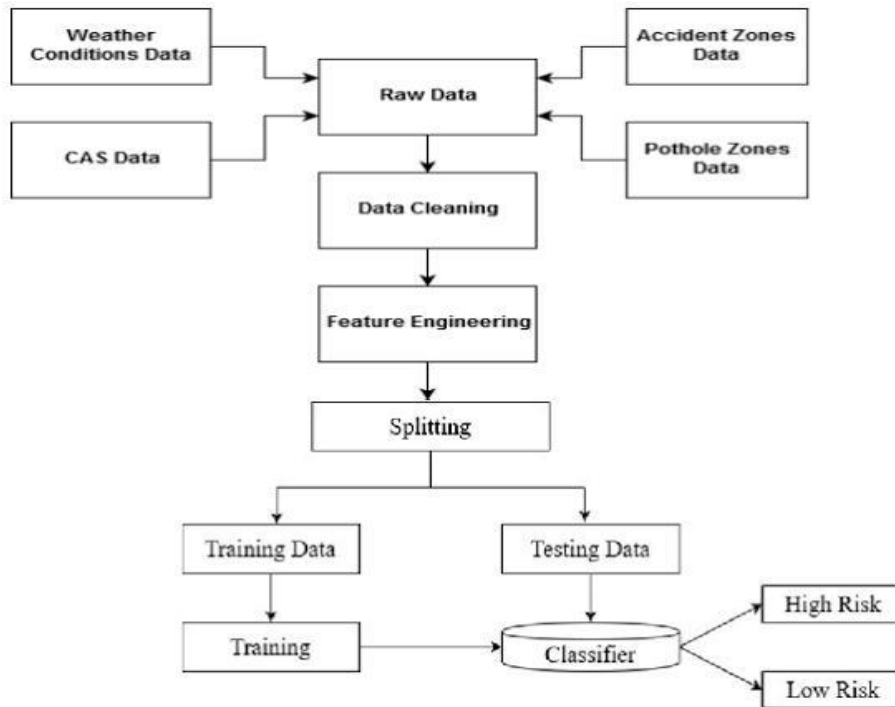 Weather
Conditions Data
Accident Zones
Data
Raw Data
CAS Data
Pothole Zones
Data
Data Cleaning
Feature Engineering
Splitting
Training Data
Testing Data
High Risk
Training
Classifier
Low Risk